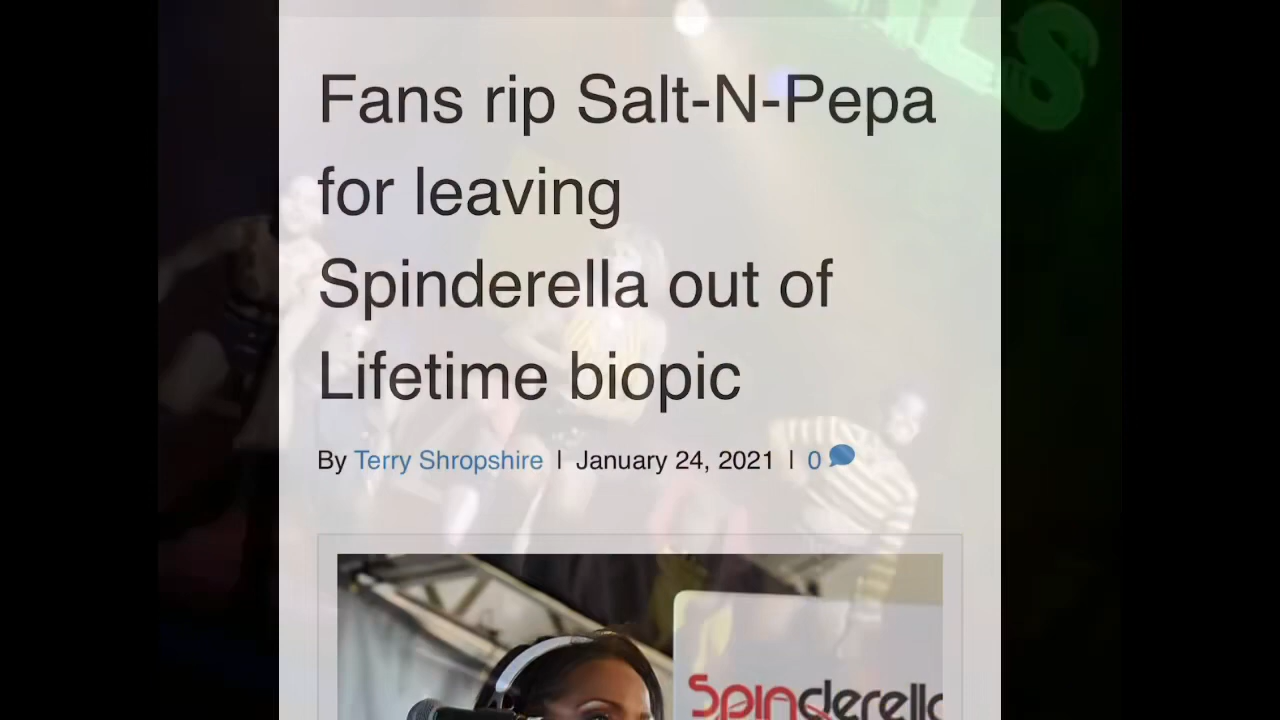 Fans rip Salt-N-Pepa
for leaving
Spinderella out of
Lifetime biopic
By Terry Shropshire | January 24, 2021 | 0
Spinderella